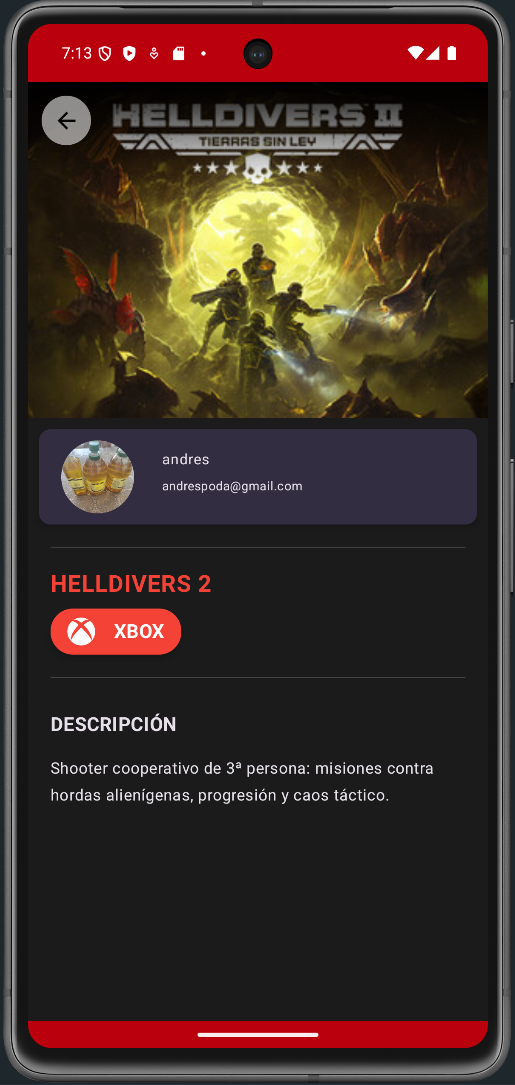 7:13
HELLDIVERS II
TIERRAS SIN LEY
andres
andrespoda@gmail.com
HELLDIVERS 2
XBOX
DESCRIPCIÓN
Shooter cooperativo de 3ª persona: misiones contra
hordas alienígenas, progresión y caos táctico.